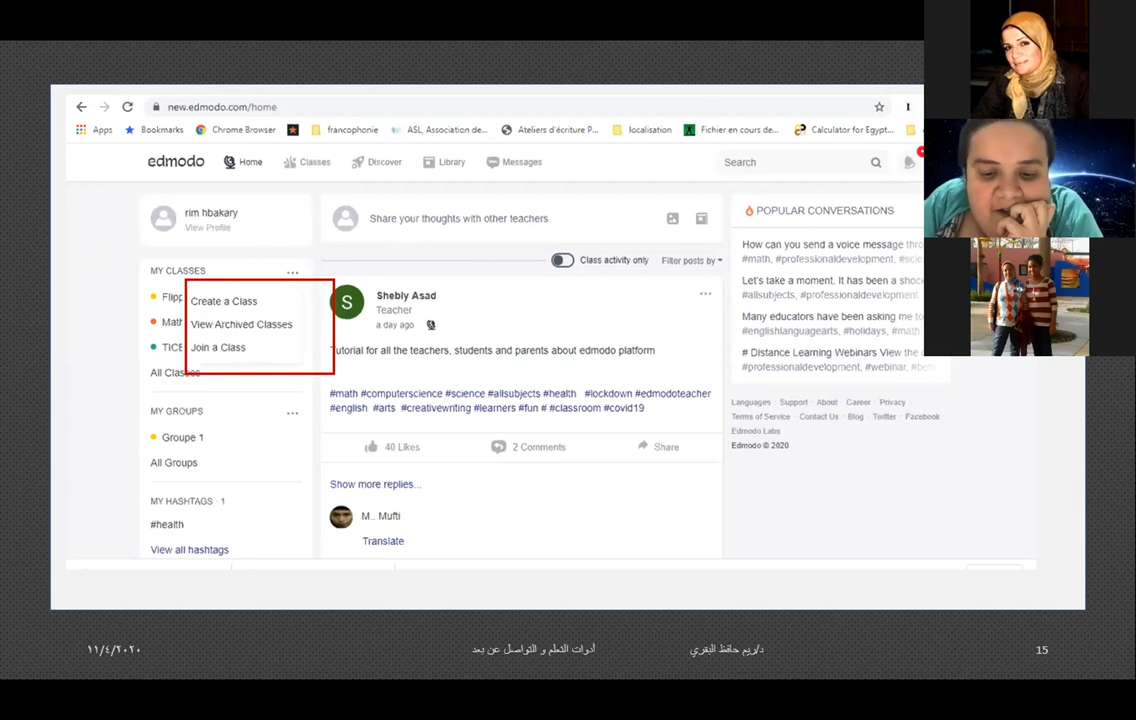 new.edmodo.com/home
Apps Bookmarks Chrome Browser francophonie ASL, Association de... Ateliers d'écriture P... localisation Fichier en cours de... Calculator for Egypt...
edmodo Home Classes Discover Library Messages Search
rim hbakary
View Profile
Share your thoughts with other teachers
POPULAR CONVERSATIONS
Class activity only Filter posts by
MY CLASSES
Flipp
Math
TICE
All Classes
Create a Class
View Archived Classes
Join a Class
MY GROUPS
Groupe 1
All Groups
MY HASHTAGS · 1
#health
View all hashtags
S
Shebly Asad
Teacher
a day ago
Tutorial for all the teachers, students and parents about edmodo platform
#math #computerscience #science #allsubjects #health #lockdown #edmodoteacher
#english #arts #creativewriting #learners #fun # #classroom #covid19
40 Likes 2 Comments Share
Show more replies...
M.. Mufti
Translate
How can you send a voice message thro
#math, #professionaldevelopment, #scie
Let's take a moment. It has been a shock
#allsubjects, #professionaldevelopment,
Many educators have been asking me to
#englishlanguagearts, #holidays, #math
# Distance Learning Webinars View the
#professionaldevelopment, #webinar,
Languages · Support · About · Career · Privacy ·
Terms of Service · Contact Us · Blog · Twitter · Facebook ·
Edmodo Labs
Edmodo © 2020
١١/٤/٢٠٢٠ أدوات التعلم و التواصل عن بعد د/ريم حافظ البقري 15